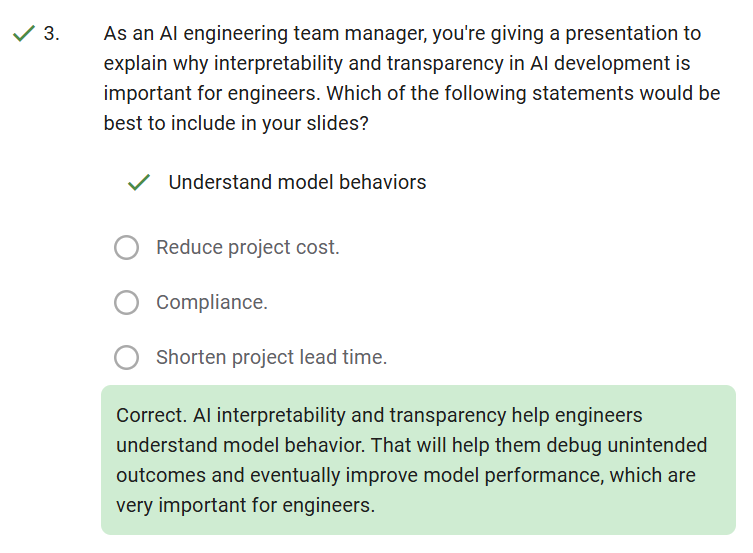 3.
As an AI engineering team manager, you're giving a presentation to
explain why interpretability and transparency in AI development is
important for engineers. Which of the following statements would be
best to include in your slides?
Understand model behaviors
Reduce project cost.
Compliance.
Shorten project lead time.
Correct. AI interpretability and transparency help engineers
understand model behavior. That will help them debug unintended
outcomes and eventually improve model performance, which are
very important for engineers.